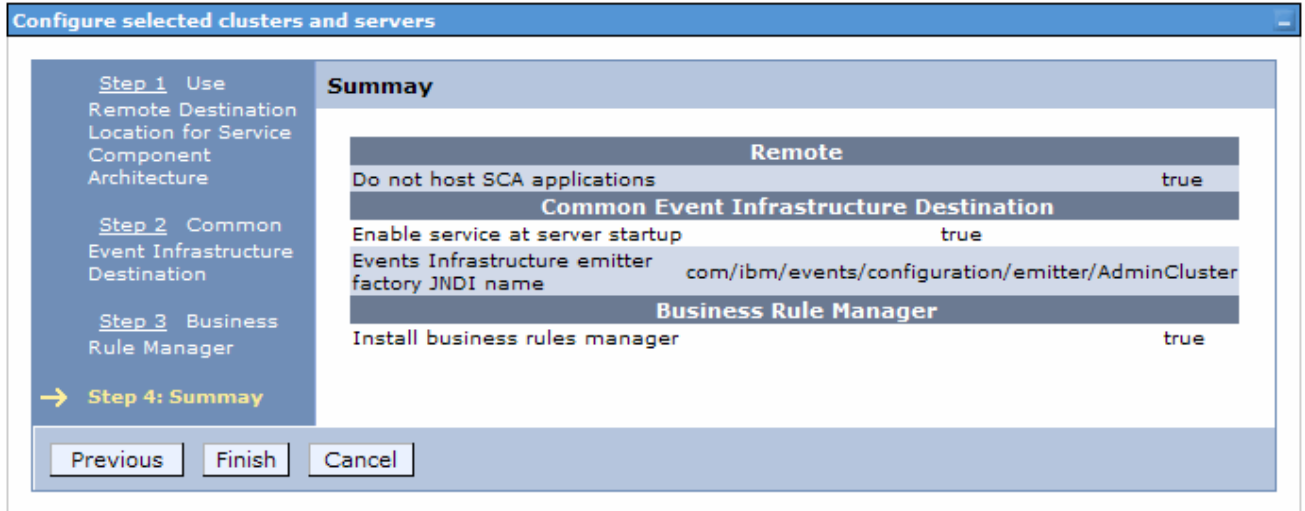 Configure selected clusters and servers
Step 1 Use
Remote Destination
Location for Service
Component
Architecture
Step 2 Common
Event Infrastructure
Destination
Step 3 Business
Rule Manager
Step 4: Summay
Summay
Remote
Do not host SCA applications true
Common Event Infrastructure Destination
Enable service at server startup true
Events Infrastructure emitter
factory JNDI name com/ibm/events/configuration/emitter/AdminCluster
Business Rule Manager
Install business rules manager true
Previous Finish Cancel